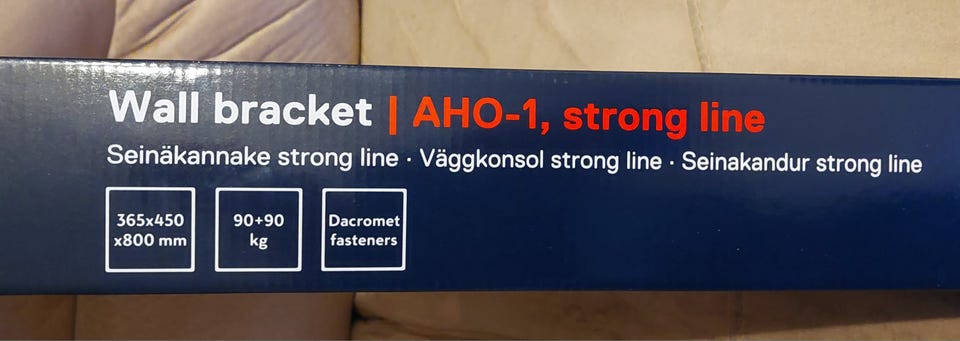 Wall bracket | AHO-1, strong line
Seinäkannake strong line · Väggkonsol strong line · Seinakandur strong line
365x450
x800 mm
90+90
kg
Dacromet
fasteners